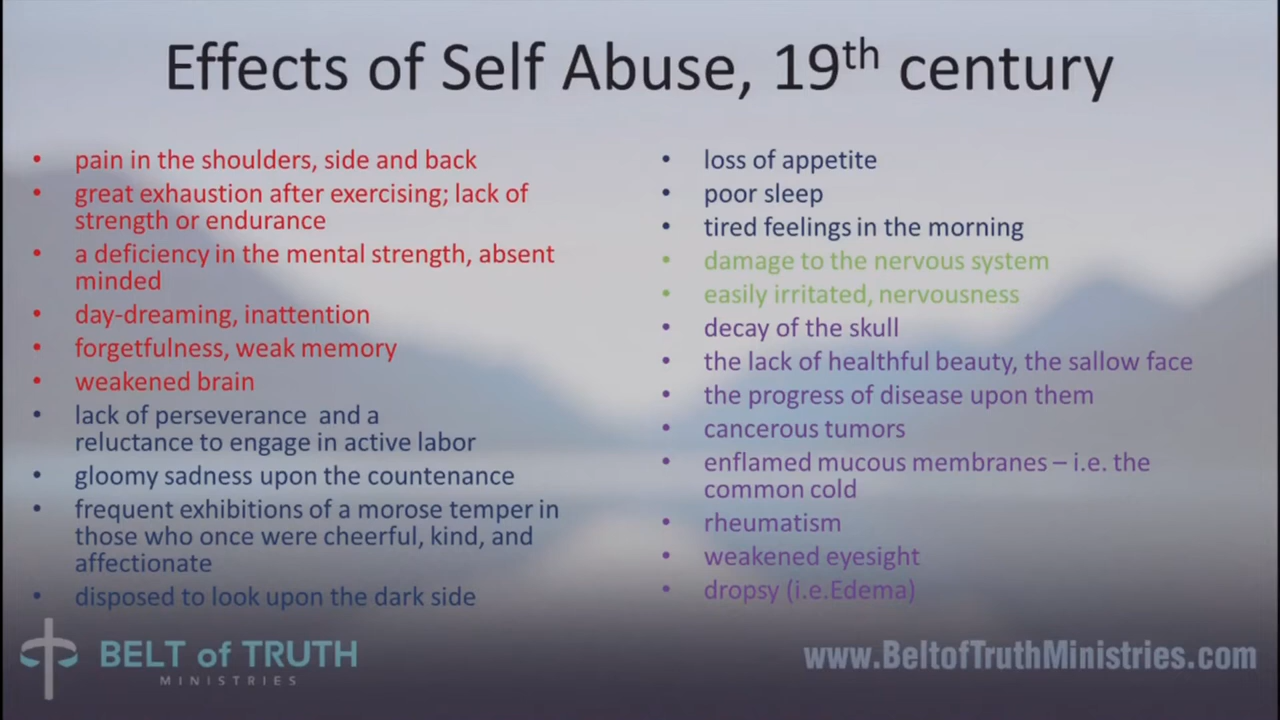 Effects of Self Abuse, 19th century
• pain in the shoulders, side and back
• great exhaustion after exercising; lack of
strength or endurance
• a deficiency in the mental strength, absent
minded
• day-dreaming, inattention
• forgetfulness, weak memory
• weakened brain
• lack of perseverance and a
reluctance to engage in active labor
• gloomy sadness upon the countenance
• frequent exhibitions of a morose temper in
those who once were cheerful, kind, and
affectionate
• disposed to look upon the dark side
• loss of appetite
• poor sleep
• tired feelings in the morning
• damage to the nervous system
• easily irritated, nervousness
• decay of the skull
• the lack of healthful beauty, the sallow face
• the progress of disease upon them
• cancerous tumors
• enflamed mucous membranes – i.e. the
common cold
• rheumatism
• weakened eyesight
• dropsy (i.e.Edema)
BELT of TRUTH
MINISTRIES
www.BeltofTruthMinistries.com